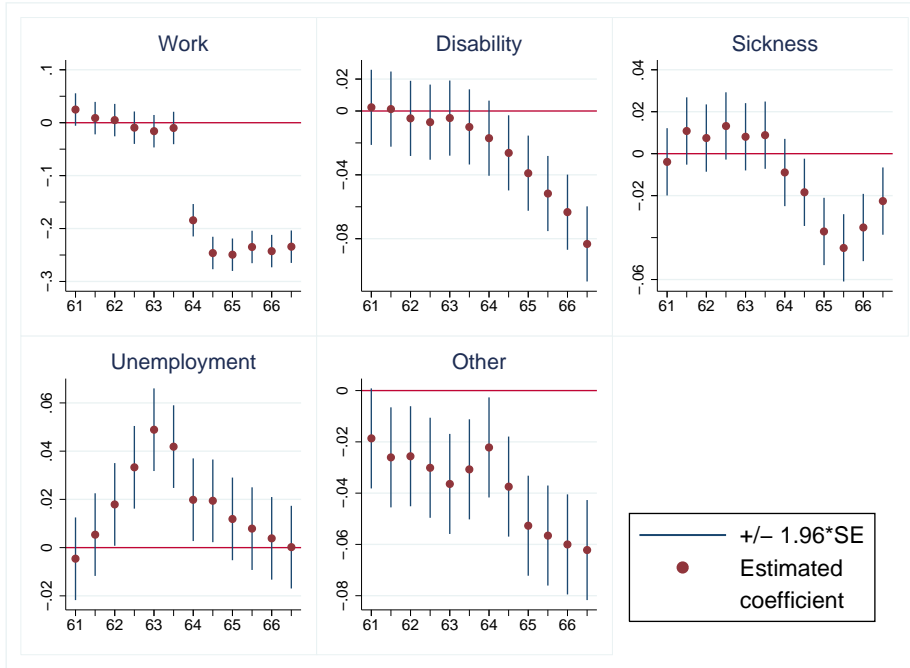 Work
.1
0
-.1
-.2
-.3
61 62 63 64 65 66
Disability
.02
0
-.04
-.08
61 62 63 64 65 66
Sickness
.04
.02
0
-.02
-.06
61 62 63 64 65 66
Unemployment
.06
.04
.02
0
-.02
61 62 63 64 65 66
Other
0
-.02
-.04
-.06
-.08
61 62 63 64 65 66
+/− 1.96*SE
Estimated
coefficient